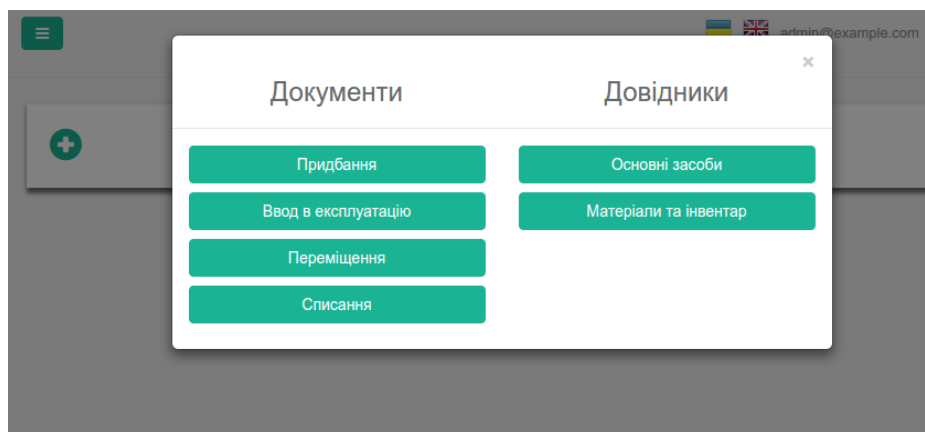 admin@example.com
×
Документи
Довідники
Придбання
Основні засоби
Ввод в експлуатацію
Матеріали та інвентар
Переміщення
Списання